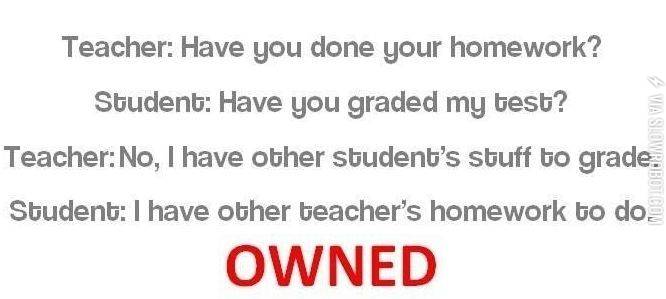 Teacher: Have you done your homework?
Student: Have you graded my test?
Teacher: No, I have other student's stuff to grade.
Student: I have other teacher's homework to do.
OWNED
VIA SLOWROBOT.COM